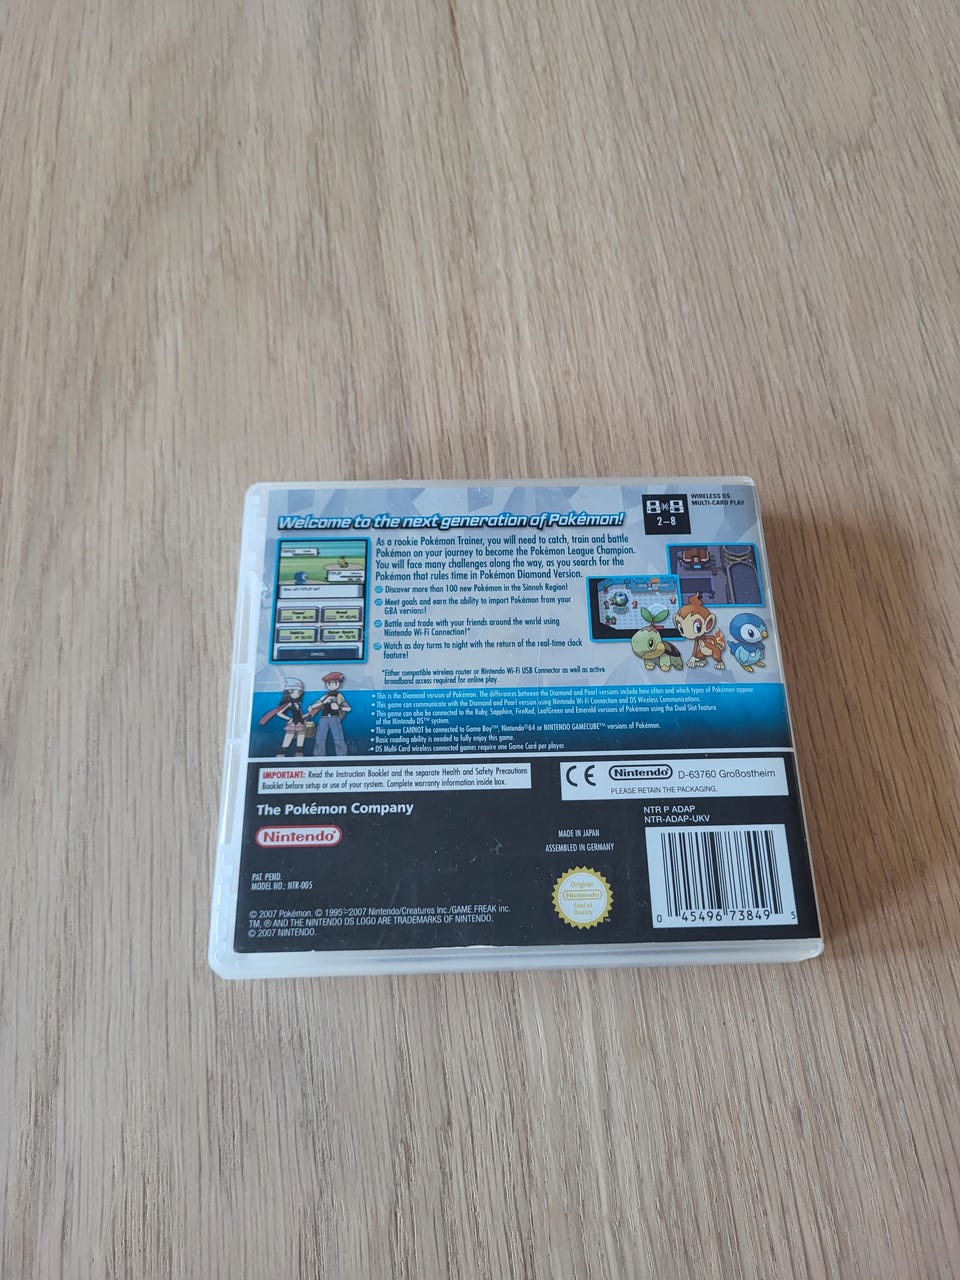 WIRELESS DS
MULTI-CARD PLAY
2–8
Welcome to the next generation of Pokémon!
As a rookie Pokémon Trainer, you will need to catch, train and battle
Pokémon on your journey to become the Pokémon League Champion.
You will face many challenges along the way, as you search for the
Pokémon that rules time in Pokémon Diamond Version.
Discover more than 100 new Pokémon in the Sinnoh Region!
Meet goals and earn the ability to import Pokémon from your
GBA versions!
Battle and trade with your friends around the world using
Nintendo Wi-Fi Connection!*
Watch as day turns to night with the return of the real-time clock
feature!
*Either compatible wireless router or Nintendo Wi-Fi USB Connector as well as active
broadband access required for online play.
CANCEL
• This is the Diamond version of Pokémon. The differences between the Diamond and Pearl versions include how often and which types of Pokémon appear.
• This game can communicate with the Diamond and Pearl version using Nintendo Wi-Fi Connection and DS Wireless Communications.
• This game can also be connected to the Ruby, Sapphire, FireRed, LeafGreen and Emerald versions of Pokémon using the Dual Slot Feature
of the Nintendo DS™ system.
• This game CANNOT be connected to Game Boy™, Nintendo®64 or NINTENDO GAMECUBE™ versions of Pokémon.
• Basic reading ability is needed to fully enjoy this game.
• DS Multi-Card wireless connected games require one Game Card per player.
IMPORTANT: Read the Instruction Booklet and the separate Health and Safety Precautions
Booklet before setup or use of your system. Complete warranty information inside box.
CE Nintendo® D-63760 Großostheim
PLEASE RETAIN THE PACKAGING.
The Pokémon Company
Nintendo®
NTR P ADAP
NTR-ADAP-UKV
MADE IN JAPAN
ASSEMBLED IN GERMANY
PAT. PEND.
MODEL NO.: NTR-005
Original
Nintendo
Seal of
Quality
© 2007 Pokémon. © 1995–2007 Nintendo/Creatures Inc./GAME FREAK inc.
TM, ® AND THE NINTENDO DS LOGO ARE TRADEMARKS OF NINTENDO.
© 2007 NINTENDO.
0 45496 73849 5